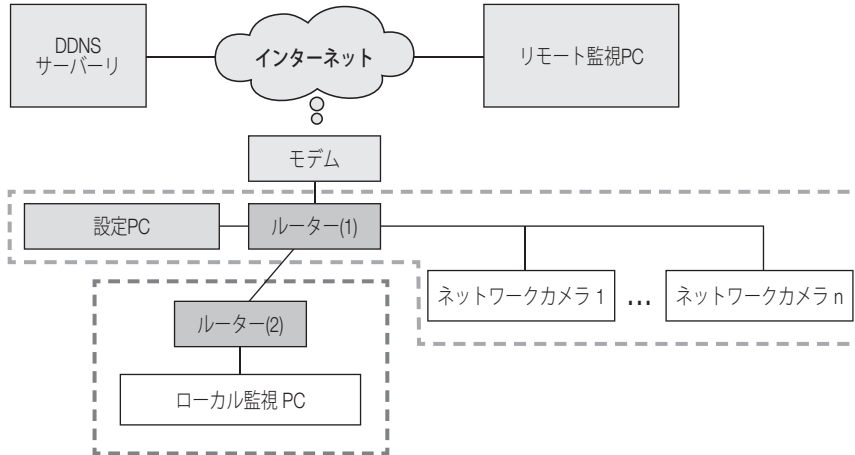 DDNS
サーバーリ
インターネット
リモート監視PC
モデム
設定PC
ルーター(1)
ネットワークカメラ 1
...
ネットワークカメラ n
ルーター(2)
ローカル監視 PC